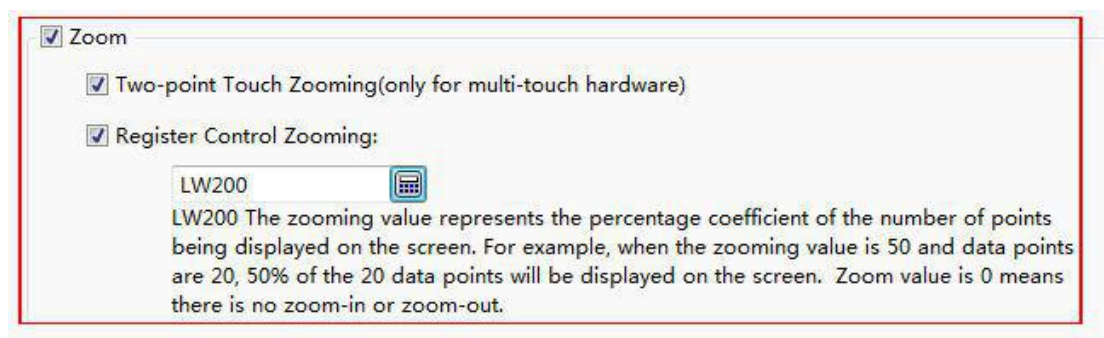 Zoom
Two-point Touch Zooming(only for multi-touch hardware)
Register Control Zooming:
LW200
LW200 The zooming value represents the percentage coefficient of the number of points
being displayed on the screen. For example, when the zooming value is 50 and data points
are 20, 50% of the 20 data points will be displayed on the screen.  Zoom value is 0 means
there is no zoom-in or zoom-out.